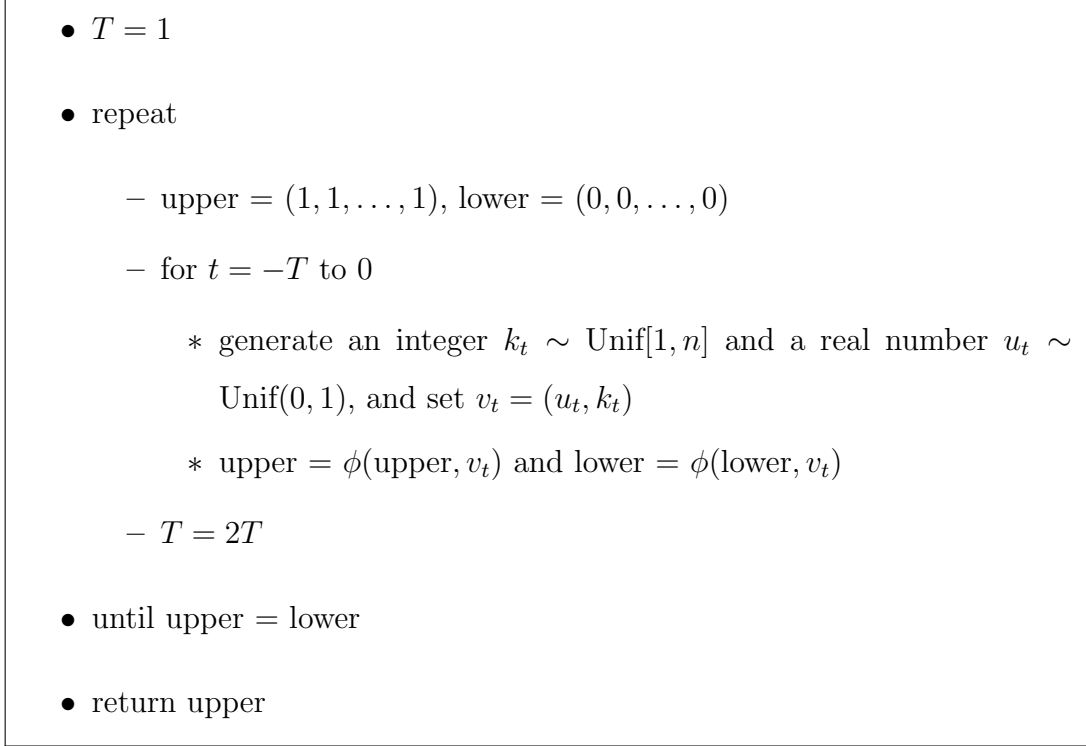 • T = 1
• repeat
– upper = (1, 1, . . . , 1), lower = (0, 0, . . . , 0)
– for t = −T to 0
∗ generate an integer k_t ∼ Unif[1, n] and a real number u_t ∼
Unif(0, 1), and set v_t = (u_t, k_t)
∗ upper = ϕ(upper, v_t) and lower = ϕ(lower, v_t)
– T = 2T
• until upper = lower
• return upper